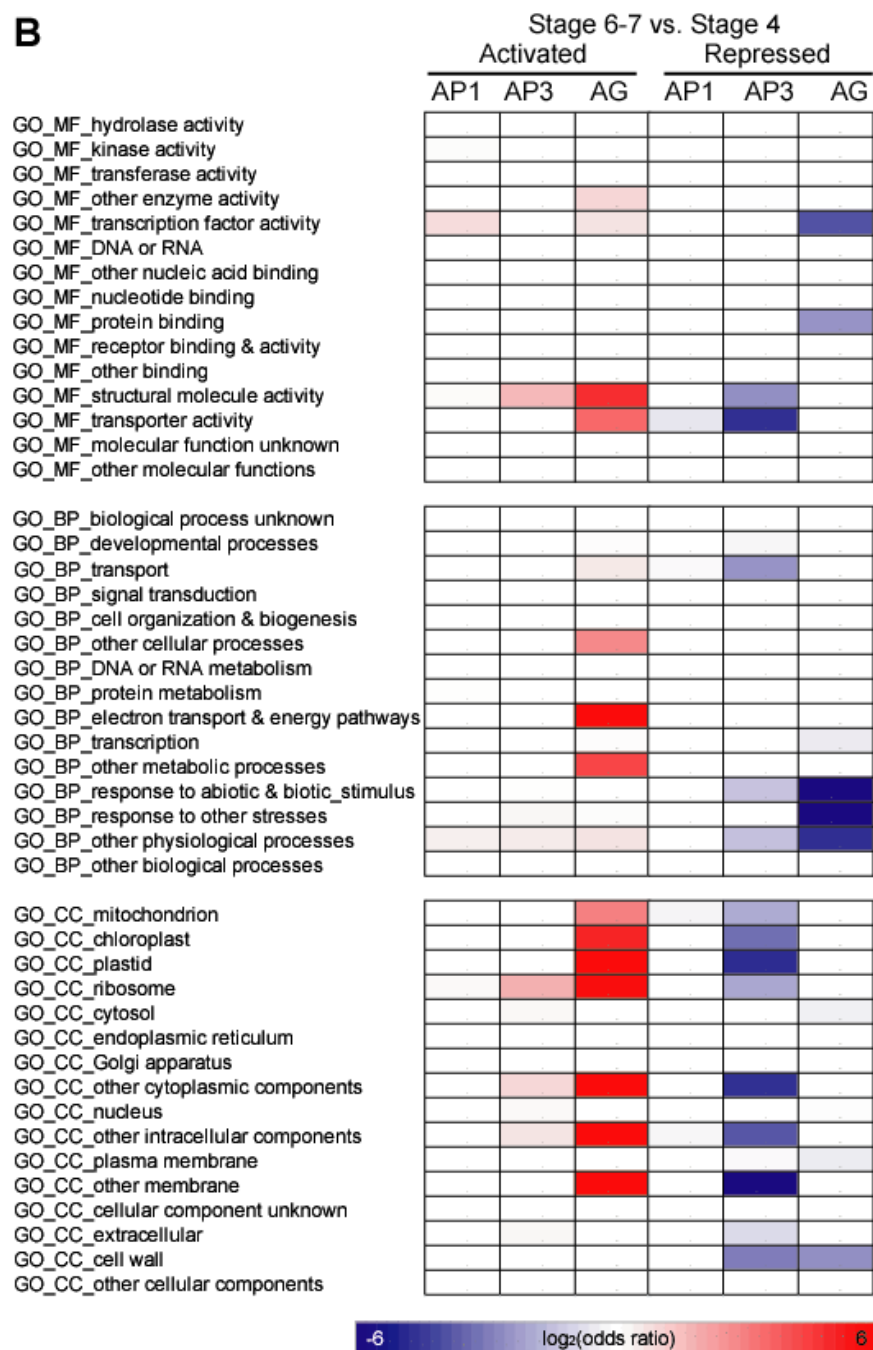 B
Stage 6-7 vs. Stage 4
Activated Repressed
AP1 AP3 AG AP1 AP3 AG
GO_MF_hydrolase activity
GO_MF_kinase activity
GO_MF_transferase activity
GO_MF_other enzyme activity
GO_MF_transcription factor activity
GO_MF_DNA or RNA
GO_MF_other nucleic acid binding
GO_MF_nucleotide binding
GO_MF_protein binding
GO_MF_receptor binding & activity
GO_MF_other binding
GO_MF_structural molecule activity
GO_MF_transporter activity
GO_MF_molecular function unknown
GO_MF_other molecular functions
GO_BP_biological process unknown
GO_BP_developmental processes
GO_BP_transport
GO_BP_signal transduction
GO_BP_cell organization & biogenesis
GO_BP_other cellular processes
GO_BP_DNA or RNA metabolism
GO_BP_protein metabolism
GO_BP_electron transport & energy pathways
GO_BP_transcription
GO_BP_other metabolic processes
GO_BP_response to abiotic & biotic_stimulus
GO_BP_response to other stresses
GO_BP_other physiological processes
GO_BP_other biological processes
GO_CC_mitochondrion
GO_CC_chloroplast
GO_CC_plastid
GO_CC_ribosome
GO_CC_cytosol
GO_CC_endoplasmic reticulum
GO_CC_Golgi apparatus
GO_CC_other cytoplasmic components
GO_CC_nucleus
GO_CC_other intracellular components
GO_CC_plasma membrane
GO_CC_other membrane
GO_CC_cellular component unknown
GO_CC_extracellular
GO_CC_cell wall
GO_CC_other cellular components
-6 log₂(odds ratio) 6